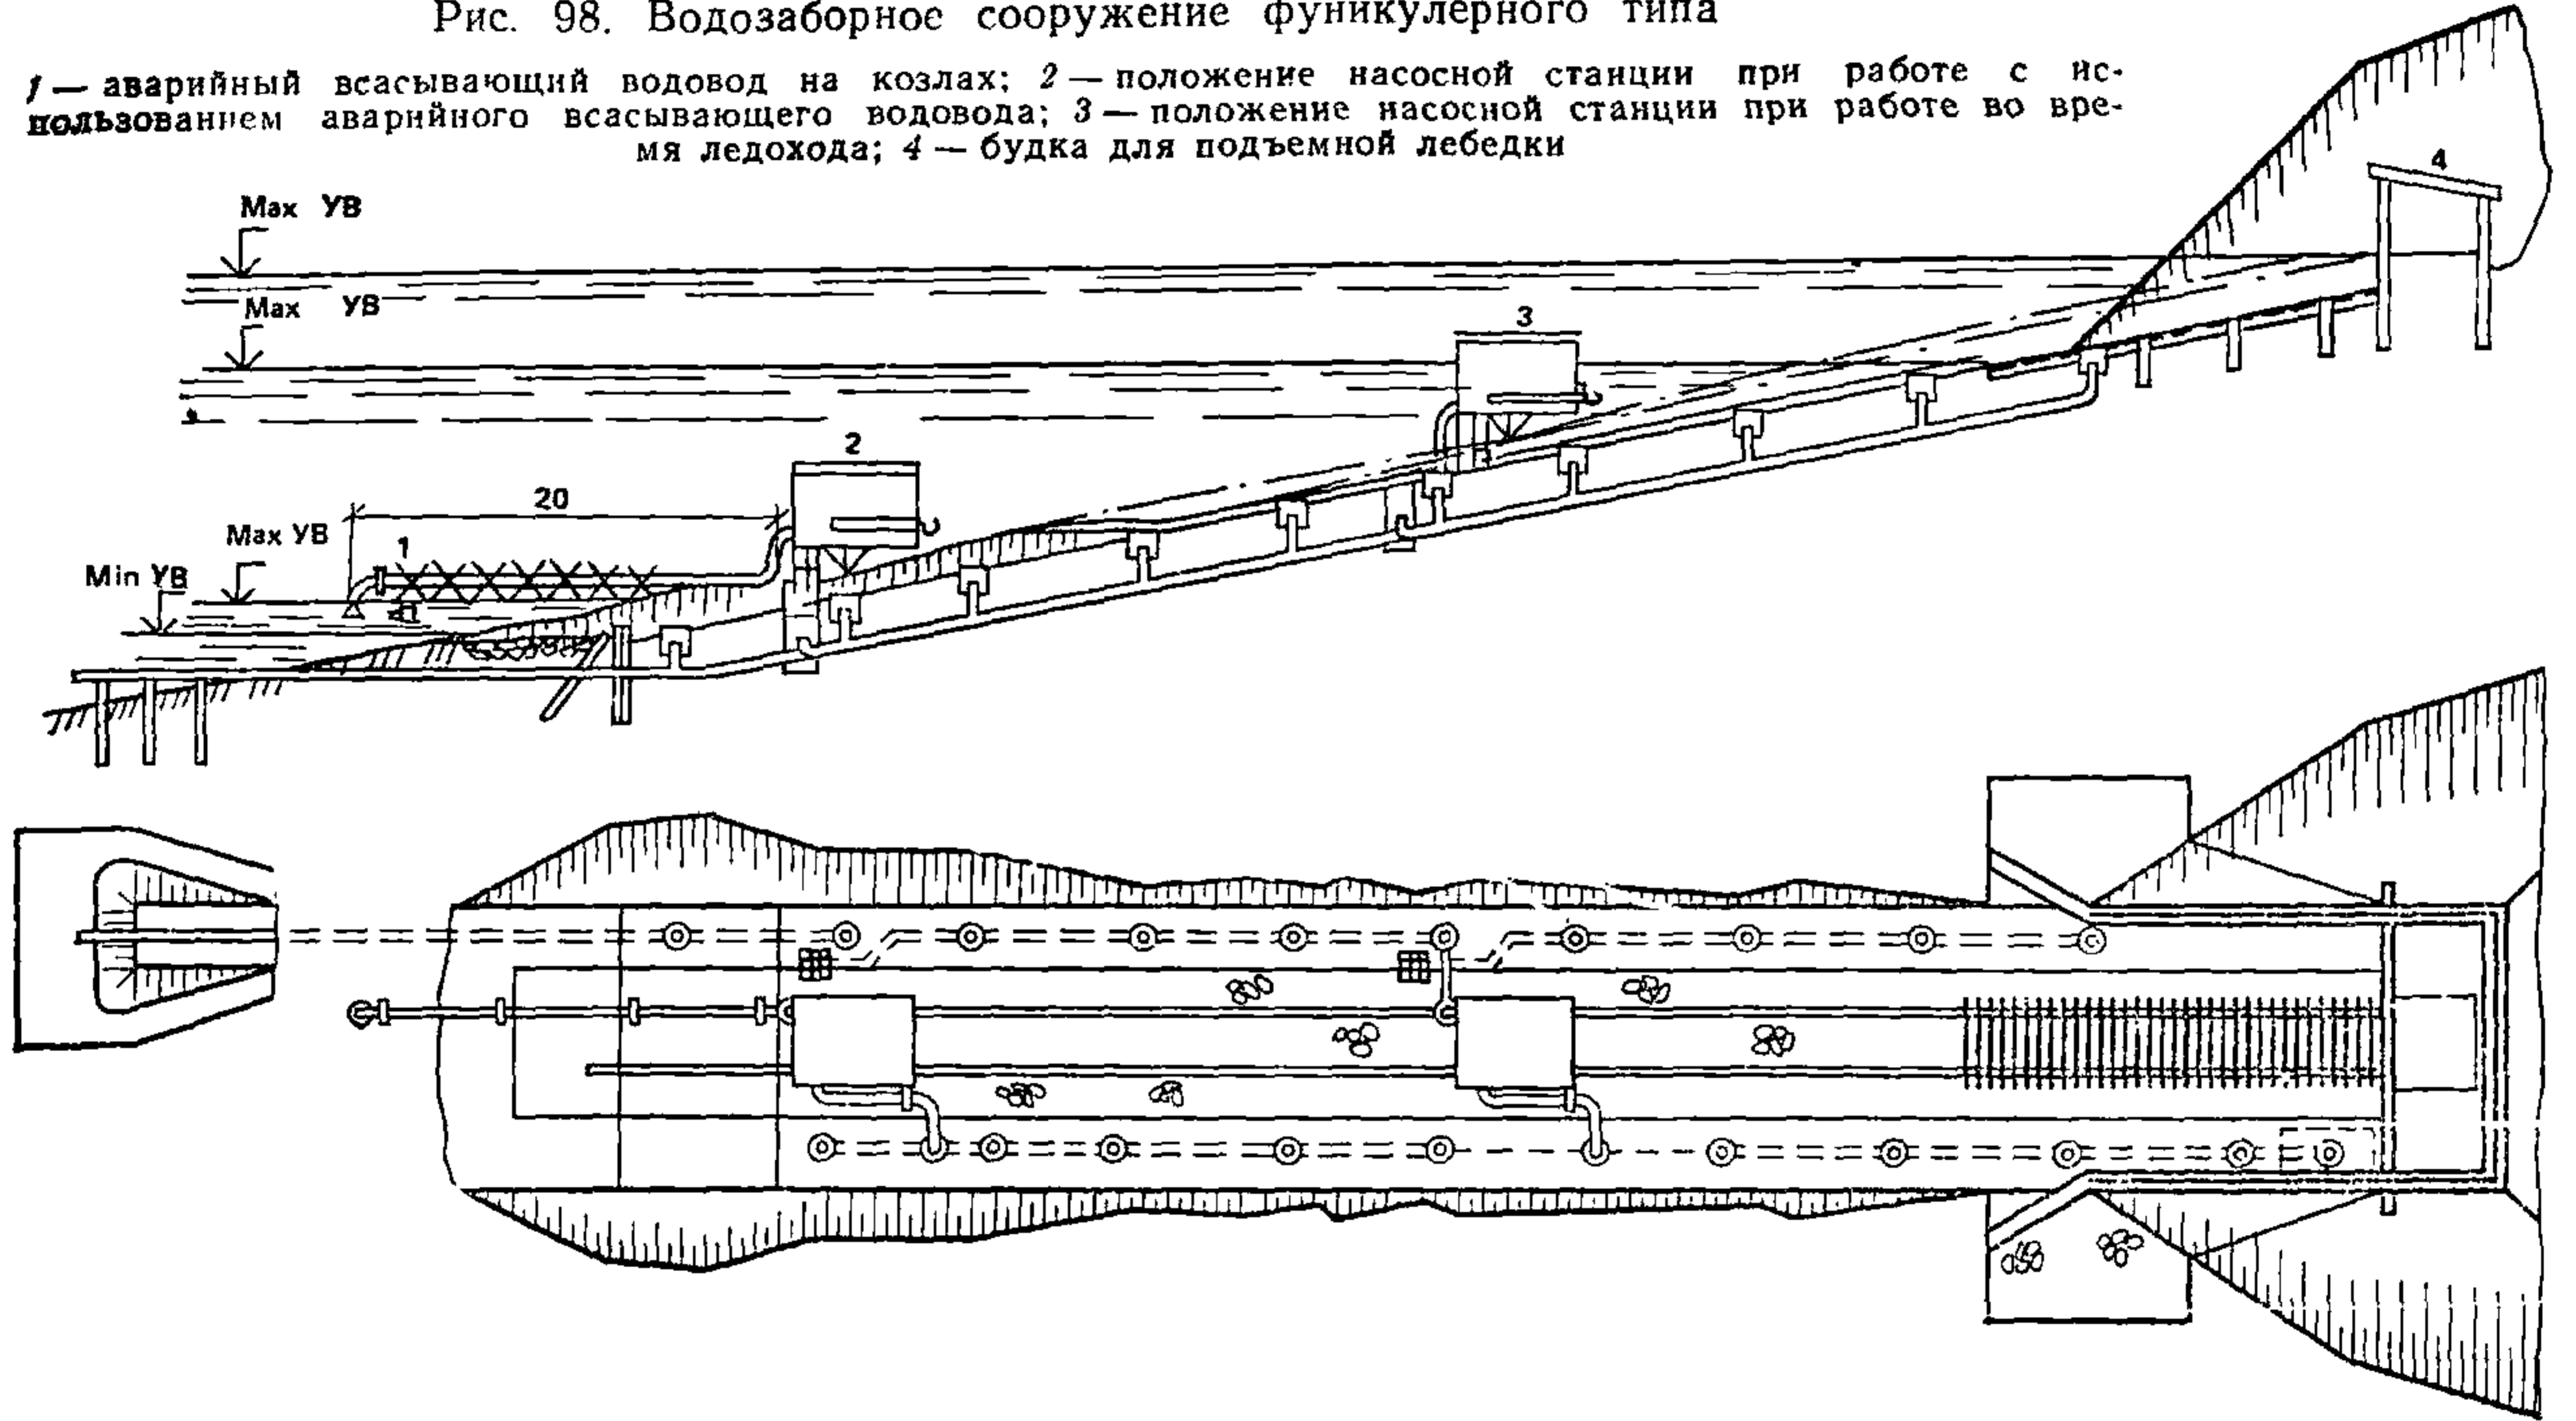 Рис. 98. Водозаборное сооружение фуникулерного типа
1 — аварийный всасывающий водовод на козлах; 2 — положение насосной станции при работе с ис-
пользованием аварийного всасывающего водовода; 3 — положение насосной станции при работе во вре-
мя ледохода; 4 — будка для подъемной лебедки
4
Max УВ
Max УВ
3
2
20
Max УВ
1
Min УВ